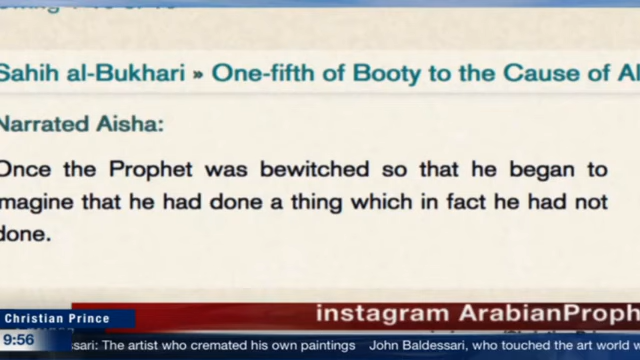 Sahih al-Bukhari » One-fifth of Booty to the Cause of Al
Narrated Aisha:
Once the Prophet was bewitched so that he began to
imagine that he had done a thing which in fact he had not
done.
Christian Prince
instagram ArabianProph
9:56
ssari: The artist who cremated his own paintings John Baldessari, who touched the art world w